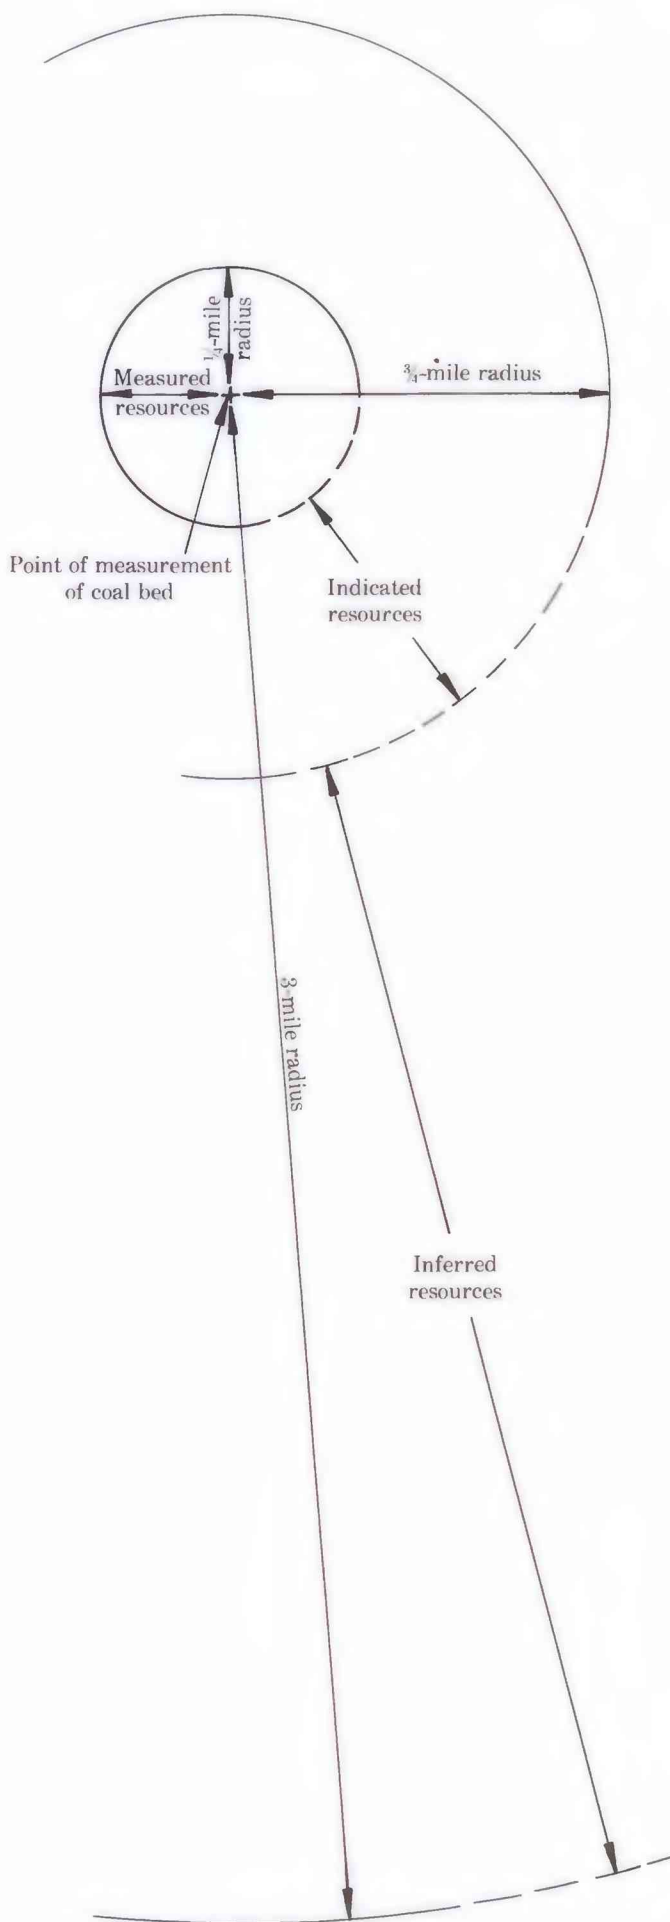 ¼-mile
radius
Measured
resources
¾-mile radius
Point of measurement
of coal bed
Indicated
resources
3-mile radius
Inferred
resources